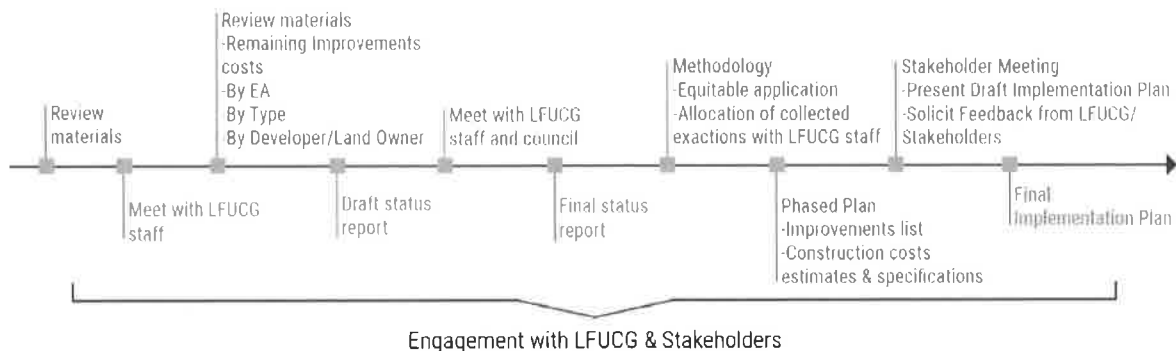 Review
materials
Meet with LFUCG
staff
Review materials
-Remaining Improvements
costs
-By EA
-By Type
-By Developer/Land Owner
Draft status
report
Meet with LFUCG
staff and council
Final status
report
Methodology
-Equitable application
-Allocation of collected
exactions with LFUCG staff
Phased Plan
-Improvements list
-Construction costs
estimates & specifications
Stakeholder Meeting
-Present Draft Implementation Plan
-Solicit Feedback from LFUCG/
Stakeholders
Final
Implementation Plan
Engagement with LFUCG & Stakeholders